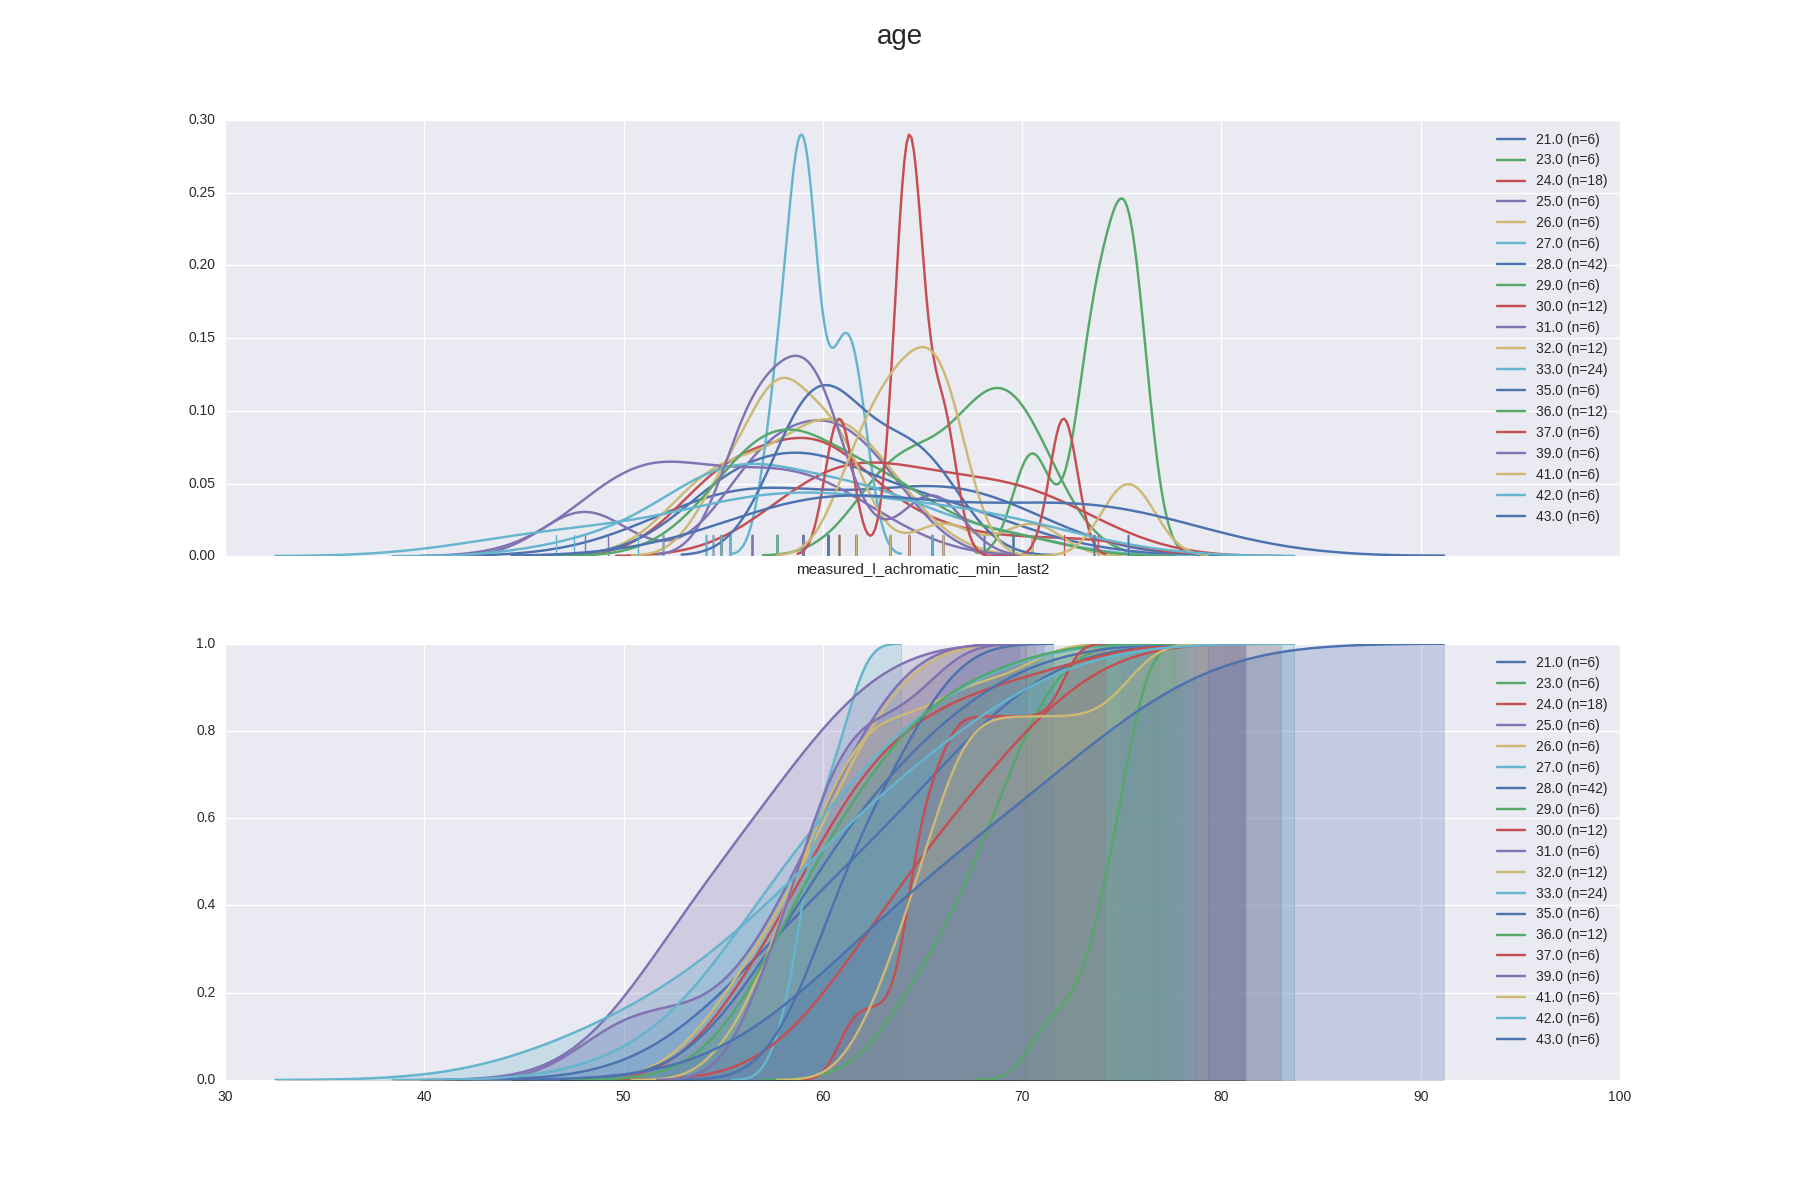 age
0.30
0.25
0.20
0.15
0.10
0.05
0.00
21.0 (n=6)
23.0 (n=6)
24.0 (n=18)
25.0 (n=6)
26.0 (n=6)
27.0 (n=6)
28.0 (n=42)
29.0 (n=6)
30.0 (n=12)
31.0 (n=6)
32.0 (n=12)
33.0 (n=24)
35.0 (n=6)
36.0 (n=12)
37.0 (n=6)
39.0 (n=6)
41.0 (n=6)
42.0 (n=6)
43.0 (n=6)
measured_l_achromatic__min__last2
1.0
0.8
0.6
0.4
0.2
0.0
21.0 (n=6)
23.0 (n=6)
24.0 (n=18)
25.0 (n=6)
26.0 (n=6)
27.0 (n=6)
28.0 (n=42)
29.0 (n=6)
30.0 (n=12)
31.0 (n=6)
32.0 (n=12)
33.0 (n=24)
35.0 (n=6)
36.0 (n=12)
37.0 (n=6)
39.0 (n=6)
41.0 (n=6)
42.0 (n=6)
43.0 (n=6)
30 40 50 60 70 80 90 100